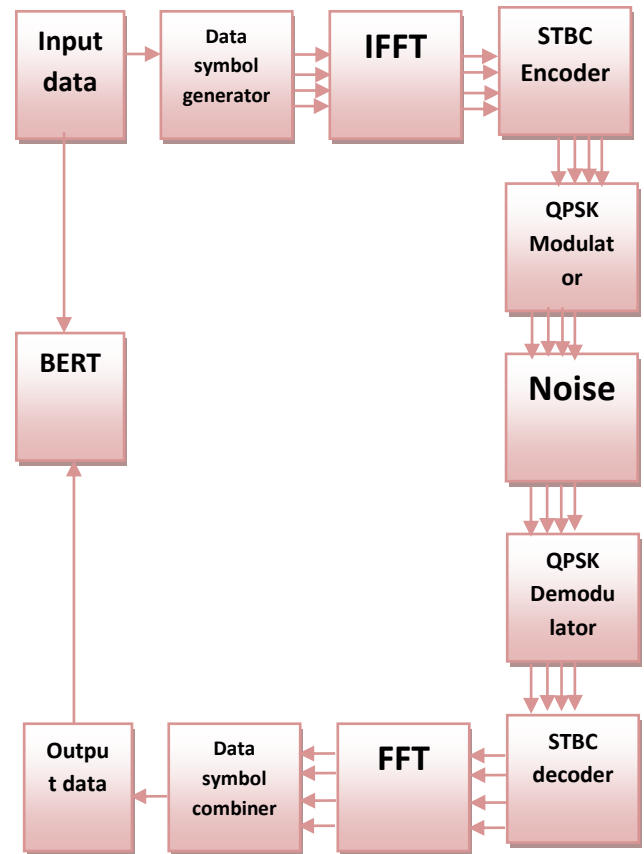 Input
data
Data
symbol
generator
IFFT
STBC
Encoder
QPSK
Modulat
or
BERT
Noise
QPSK
Demodu
lator
Outpu
t data
Data
symbol
combiner
FFT
STBC
decoder